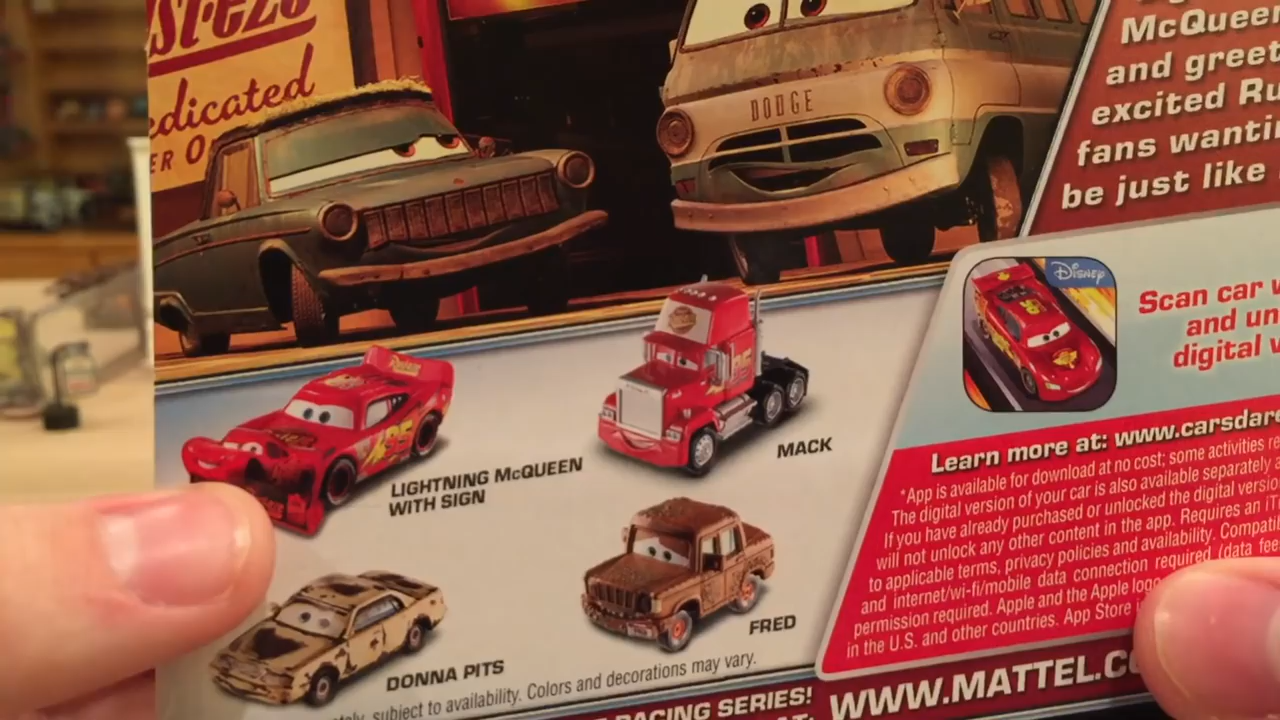 edicated
DODGE
McQueen
and greet
excited Ru
fans wanti
be just like
Disney
Scan car w
and un
digital
LIGHTNING McQUEEN
WITH SIGN
MACK
DONNA PITS
FRED
Learn more at: www.carsdar
*App is available for download at no cost; some activities re
The digital version of your car is also available separately
If you have already purchased or unlocked the digital versio
will not unlock any other content in the app. Requires an iT
to applicable terms, privacy policies and availability. Compati
and internet/wi-fi/mobile data connection required (data fee
permission required. Apple and the Apple logo
in the U.S. and other countries. App Store
subject to availability. Colors and decorations may vary.
RACING SERIES!
AT:
WWW.MATTEL.C